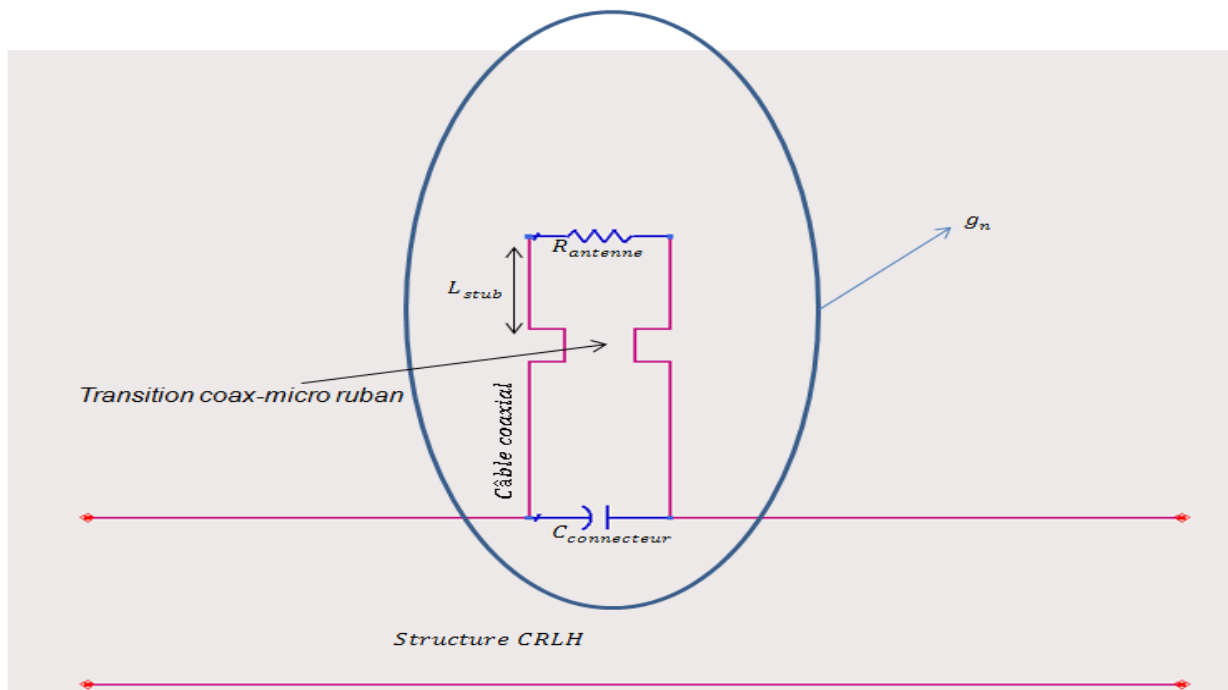 g_n
R_antenne
L_stub
Transition coax-micro ruban
Câble coaxial
C_connecteur
Structure CRLH